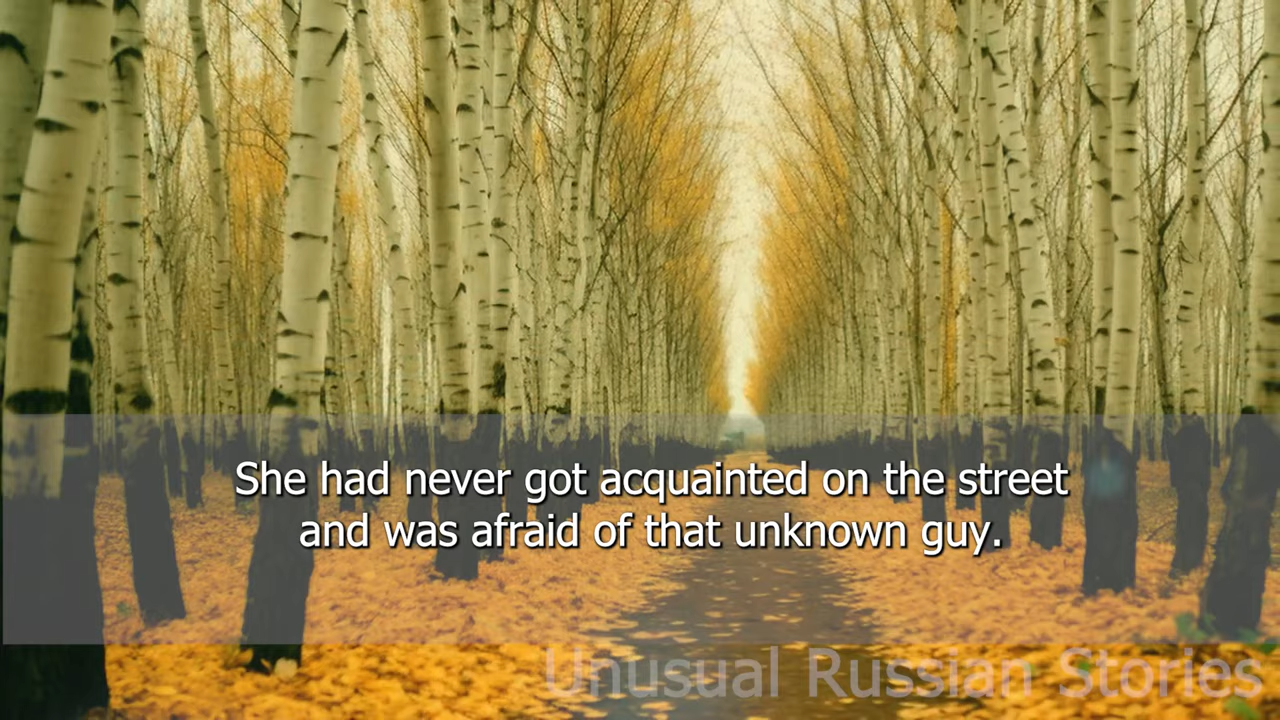 She had never got acquainted on the street
and was afraid of that unknown guy.
Unusual Russian Stories